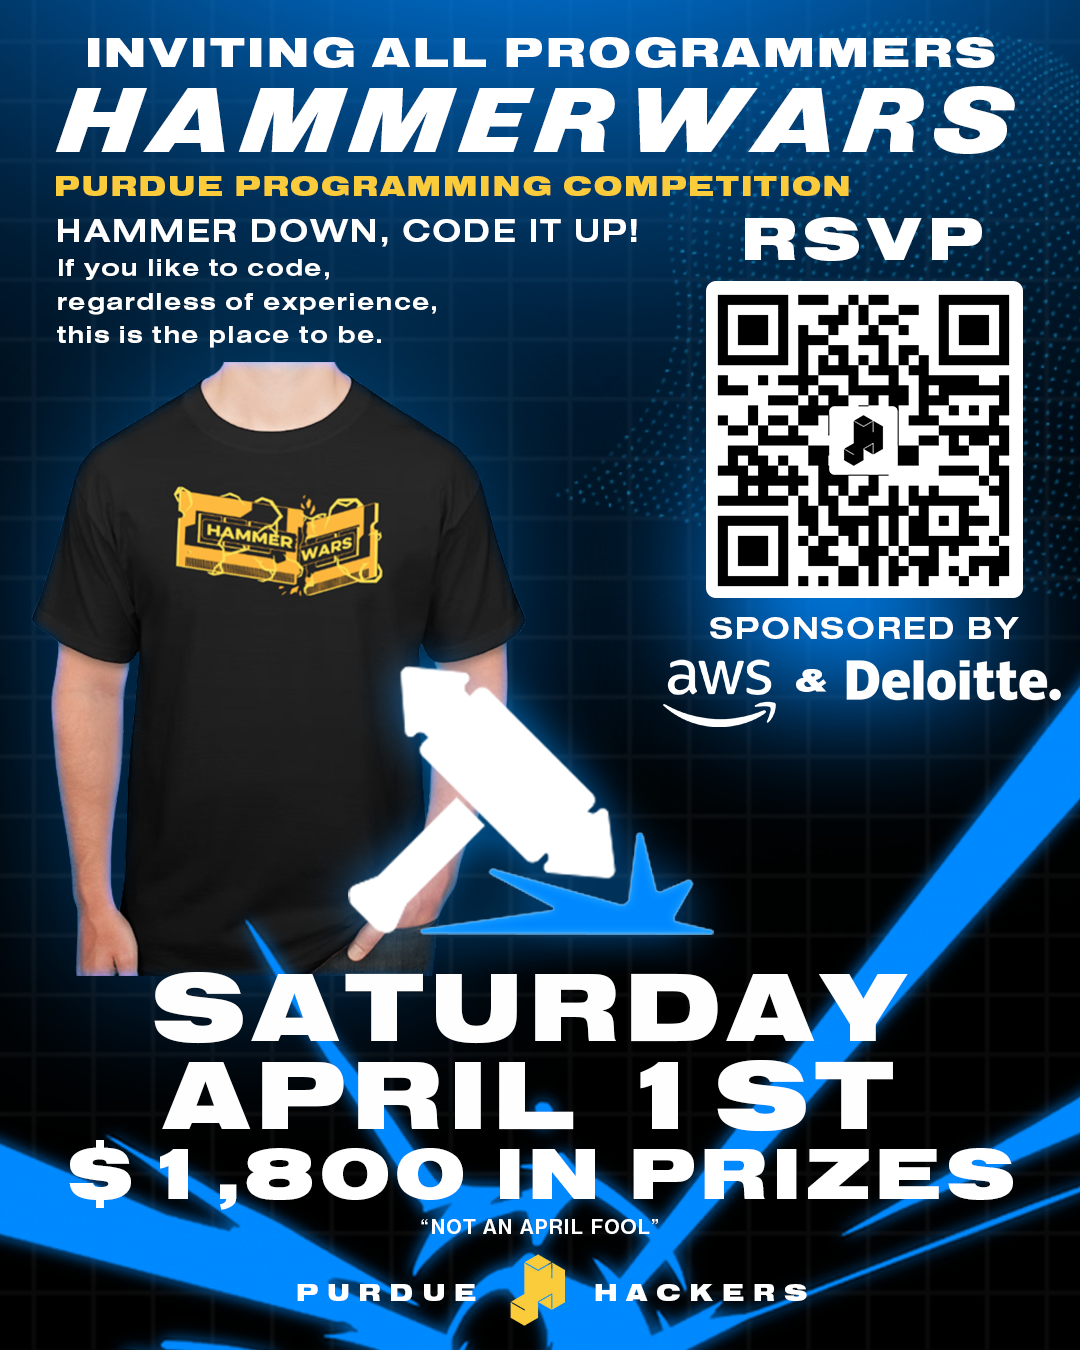 INVITING ALL PROGRAMMERS
HAMMERWARS
PURDUE PROGRAMMING COMPETITION
HAMMER DOWN, CODE IT UP!
If you like to code,
regardless of experience,
this is the place to be.
RSVP
HAMMER WARS
SPONSORED BY
aws & Deloitte.
SATURDAY
APRIL 1ST
$1,800 IN PRIZES
“NOT AN APRIL FOOL”
PURDUE HACKERS